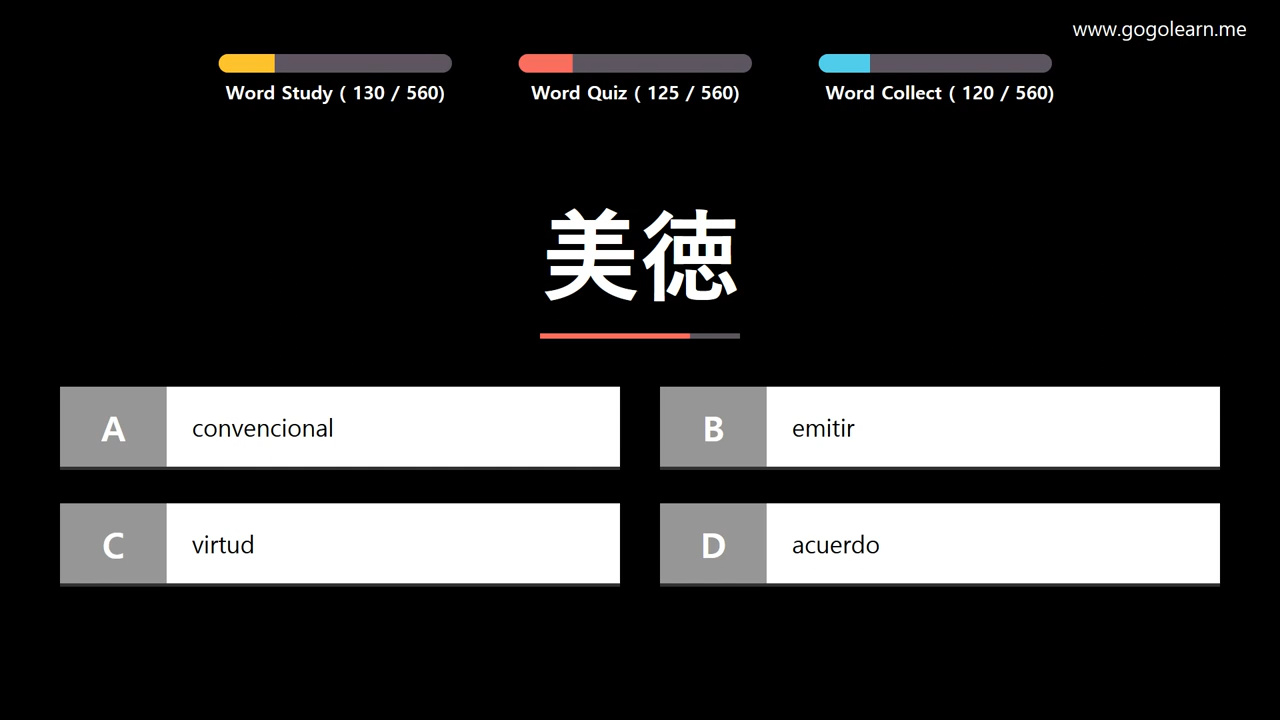 www.gogolearn.me
Word Study ( 130 / 560)
Word Quiz ( 125 / 560)
Word Collect ( 120 / 560)
美徳
A convencional
B emitir
C virtud
D acuerdo